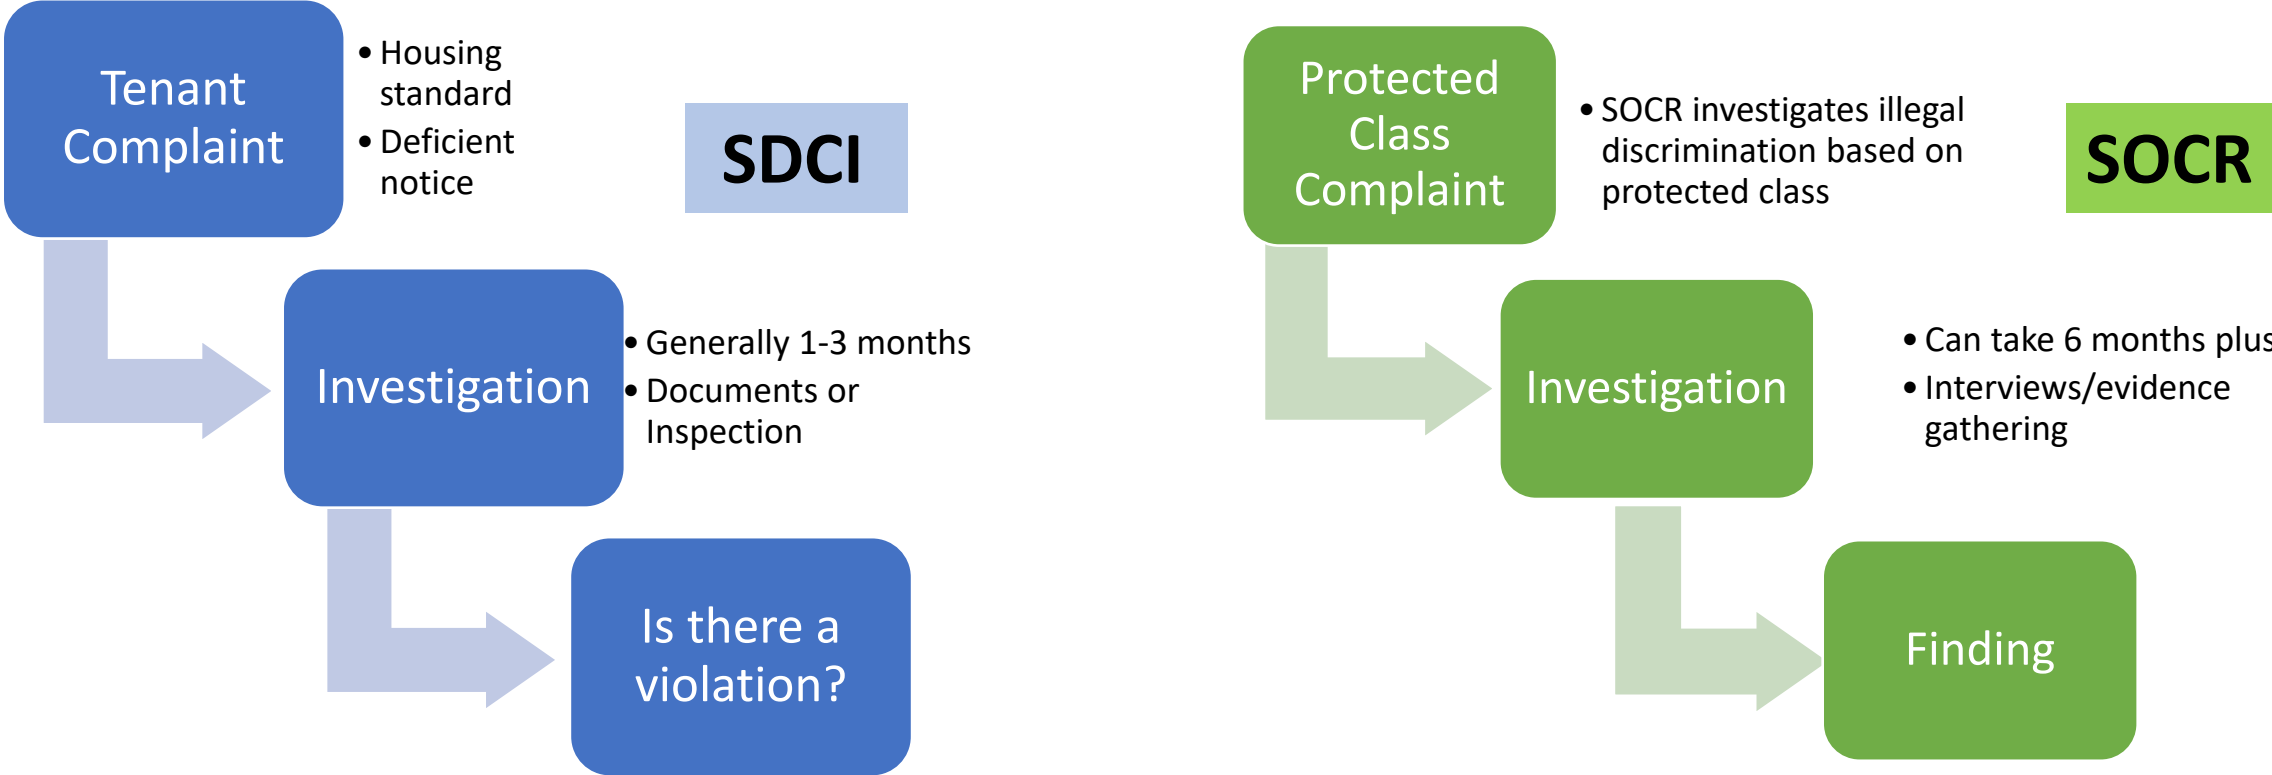 Tenant
Complaint
• Housing
standard
• Deficient
notice
SDCI
Investigation
• Generally 1-3 months
• Documents or
Inspection
Is there a
violation?
Protected
Class
Complaint
• SOCR investigates illegal
discrimination based on
protected class
SOCR
Investigation
• Can take 6 months plus
• Interviews/evidence
gathering
Finding